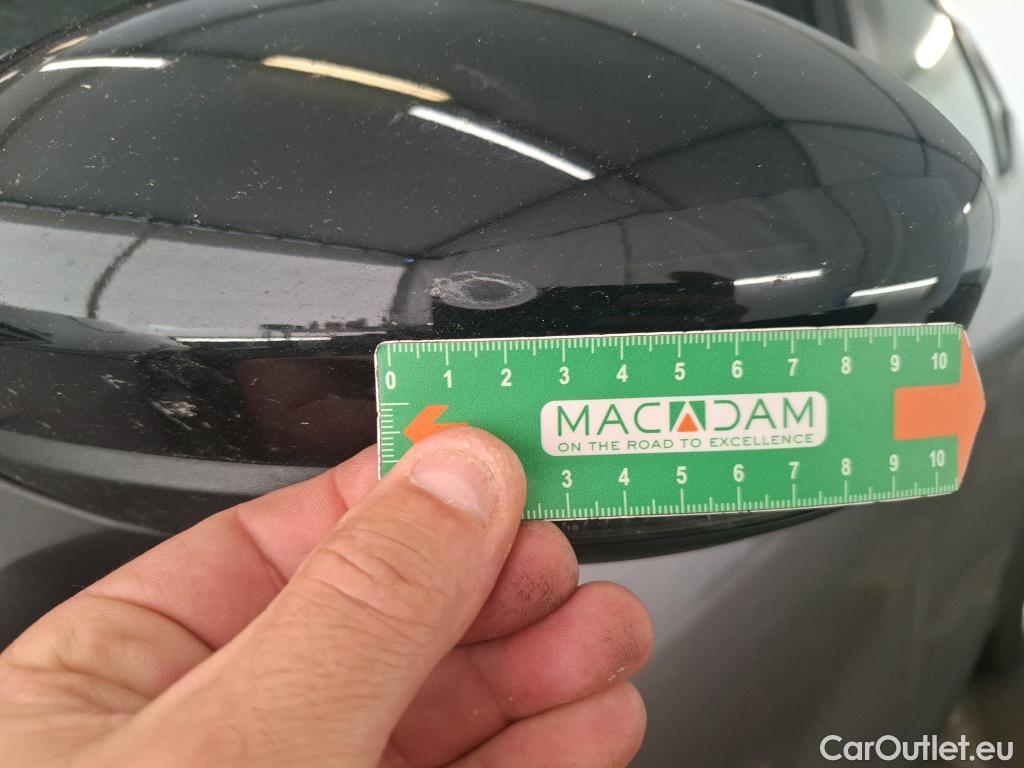 0 1 2 3 4 5 6 7 8 9 10
MACADAM
ON THE ROAD TO EXCELLENCE
3 4 5 6 7 8 9 10
CarOutlet.eu